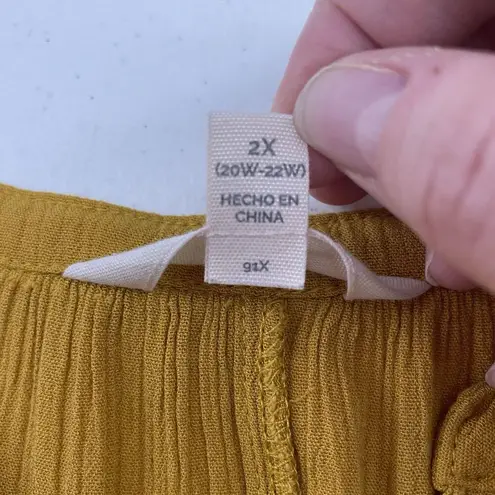 2X
(20W-22W)
HECHO EN
CHINA
91X